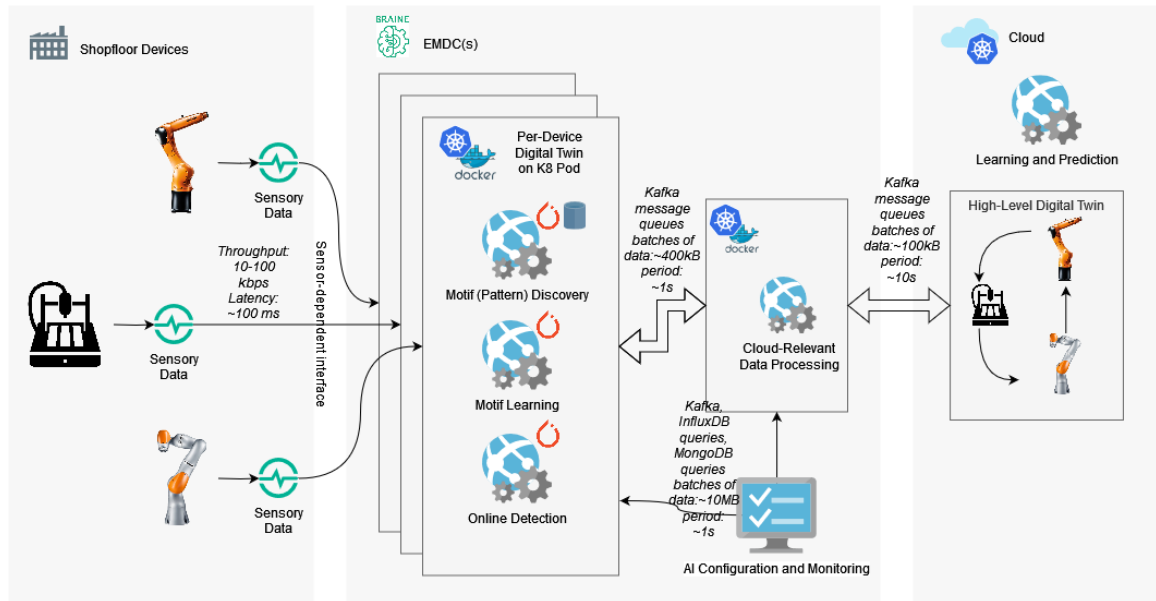 Shopfloor Devices
Sensory
Data
Throughput:
10-100
kbps
Latency:
~100 ms
Sensory
Data
Sensory
Data
Sensor-dependent interface
BRAINE
EMDC(s)
Per-Device
Digital Twin
on K8 Pod
docker
Motif (Pattern) Discovery
Motif Learning
Online Detection
Kafka
message
queues
batches of
data:~400kB
period:
~1s
docker
Cloud-Relevant
Data Processing
Kafka,
InfluxDB
queries,
MongoDB
queries
batches of
data:~10MB
period:
~1s
AI Configuration and Monitoring
Kafka
message
queues
batches of
data:~100kB
period:
~10s
Cloud
Learning and Prediction
High-Level Digital Twin